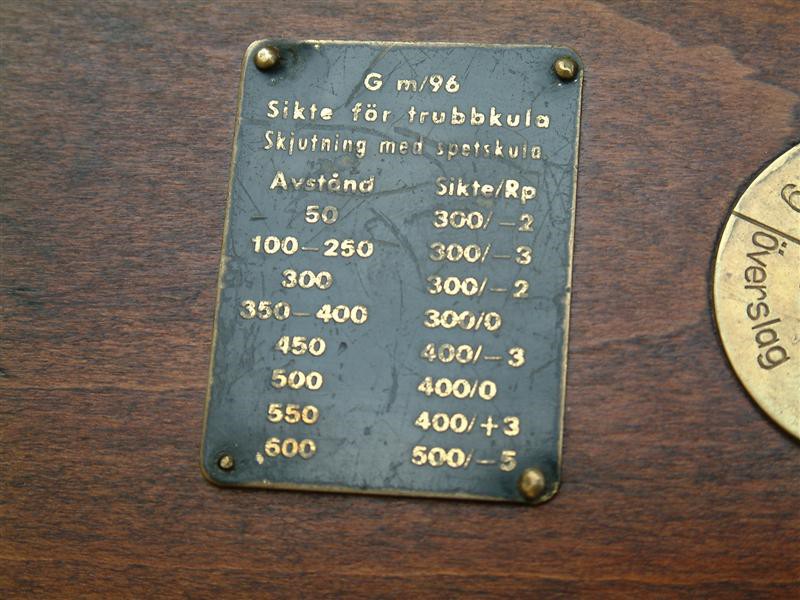 G m/96
Sikte för trubbkula
Skjutning med spetskula
Avstånd Sikte/Rp
50 300/−2
100−250 300/−3
300 300/−2
350−400 300/0
450 400/−3
500 400/0
550 400/+3
600 500/−5
9
överslag